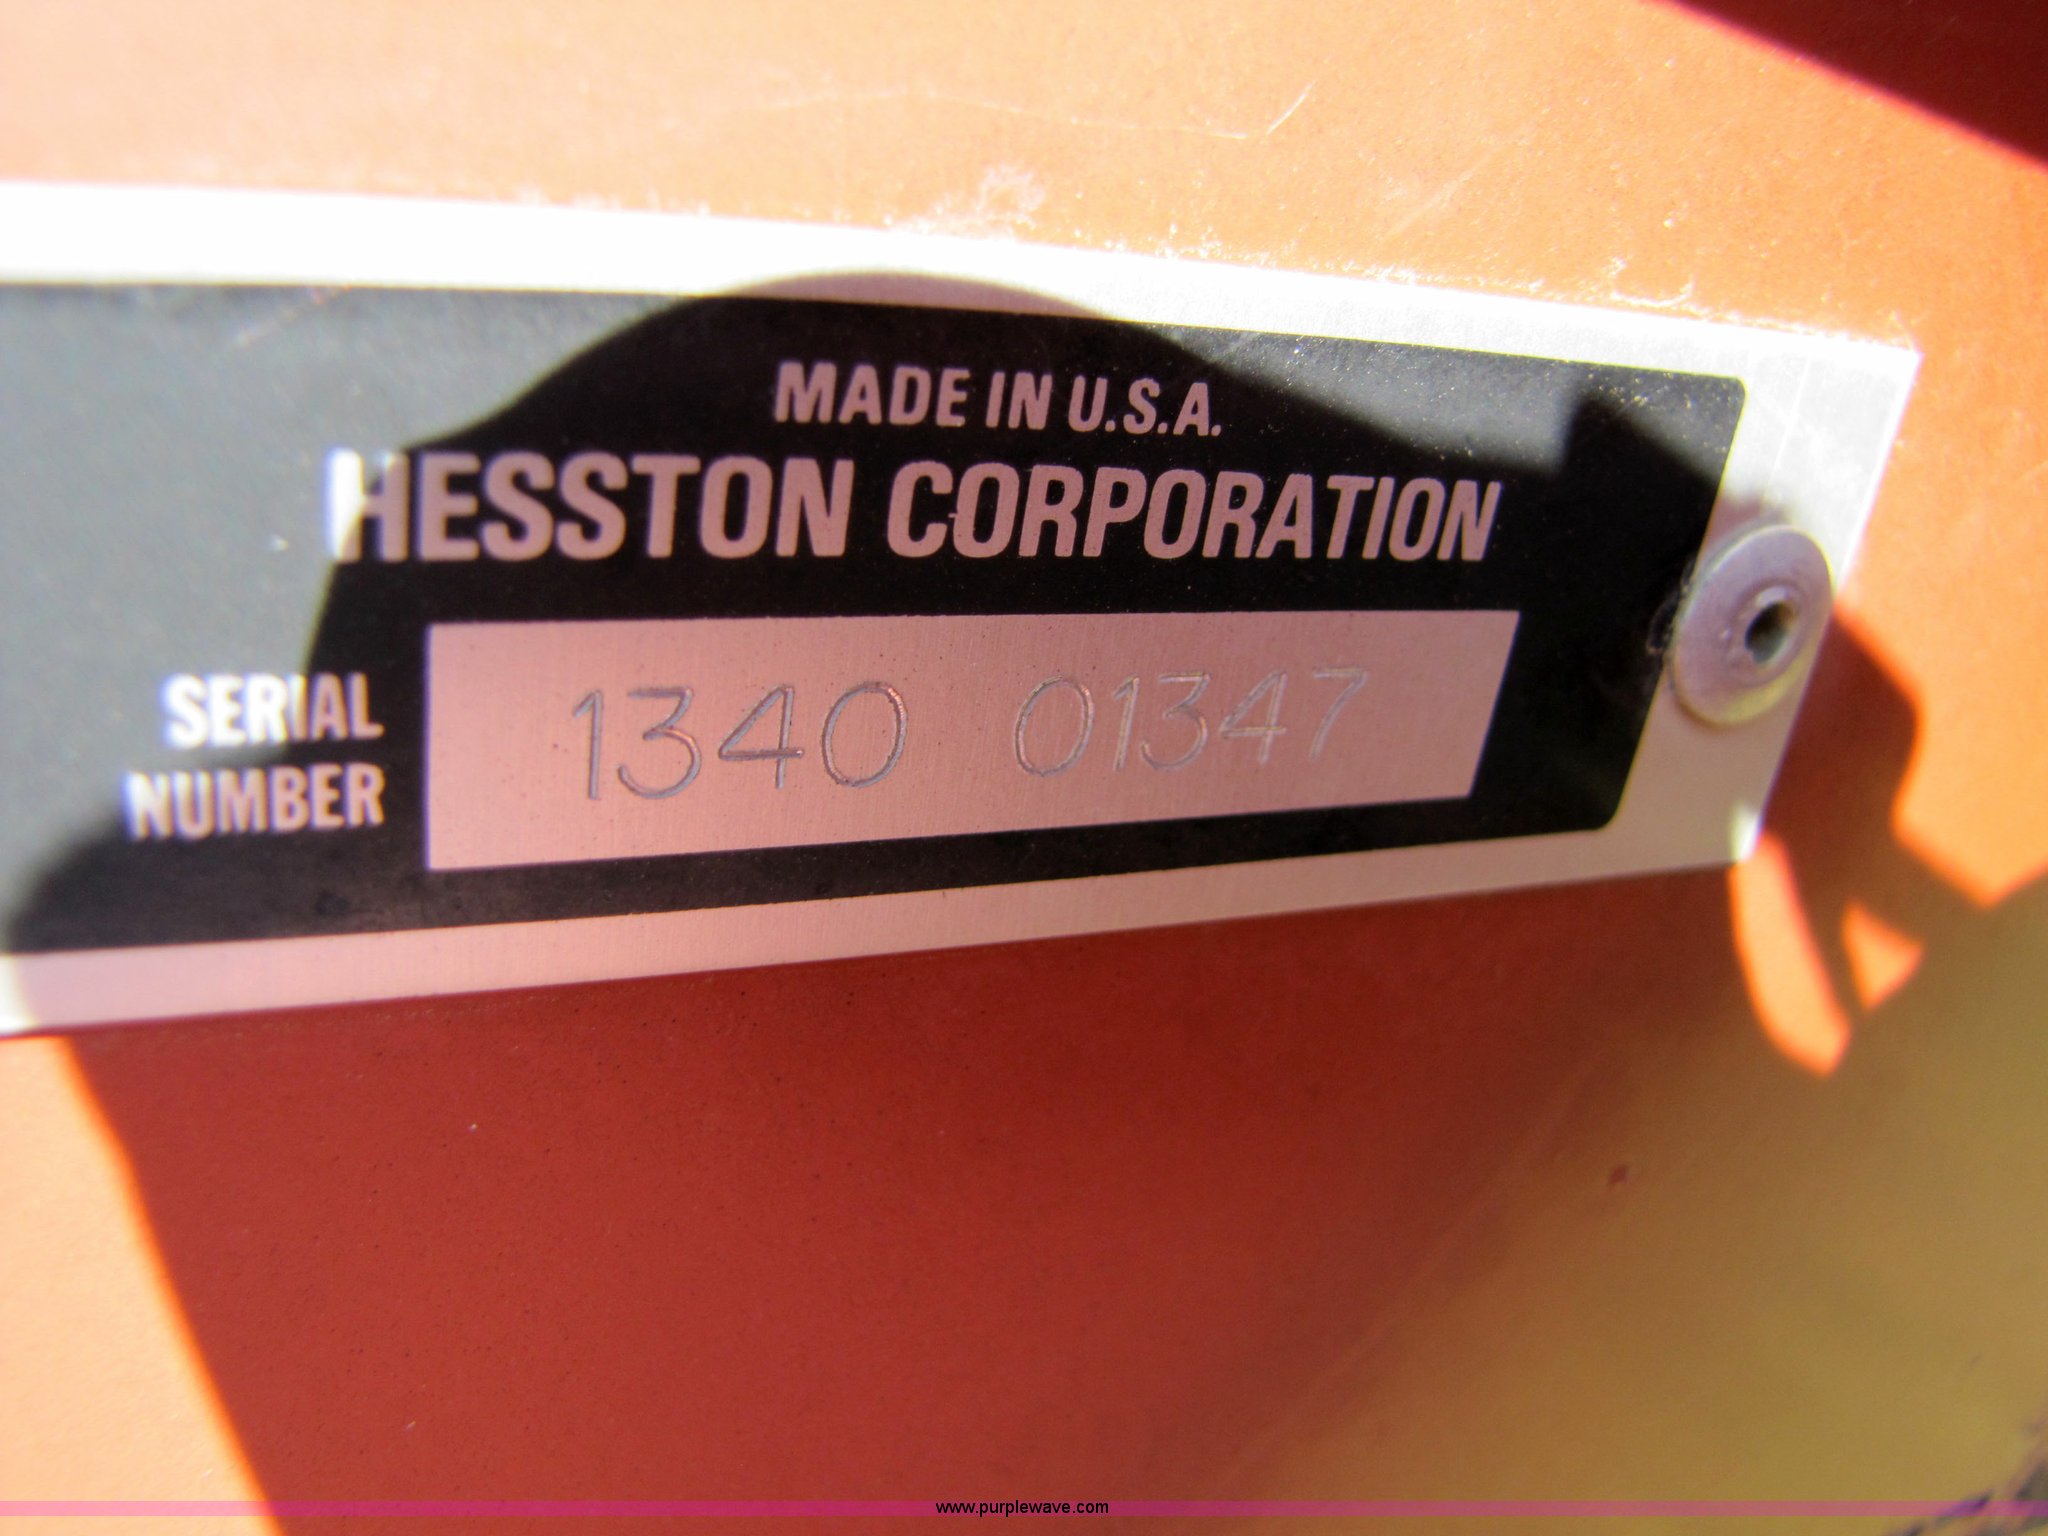 MADE IN U.S.A.
HESSTON CORPORATION
SERIAL
NUMBER
1340 01347
www.purplewave.com